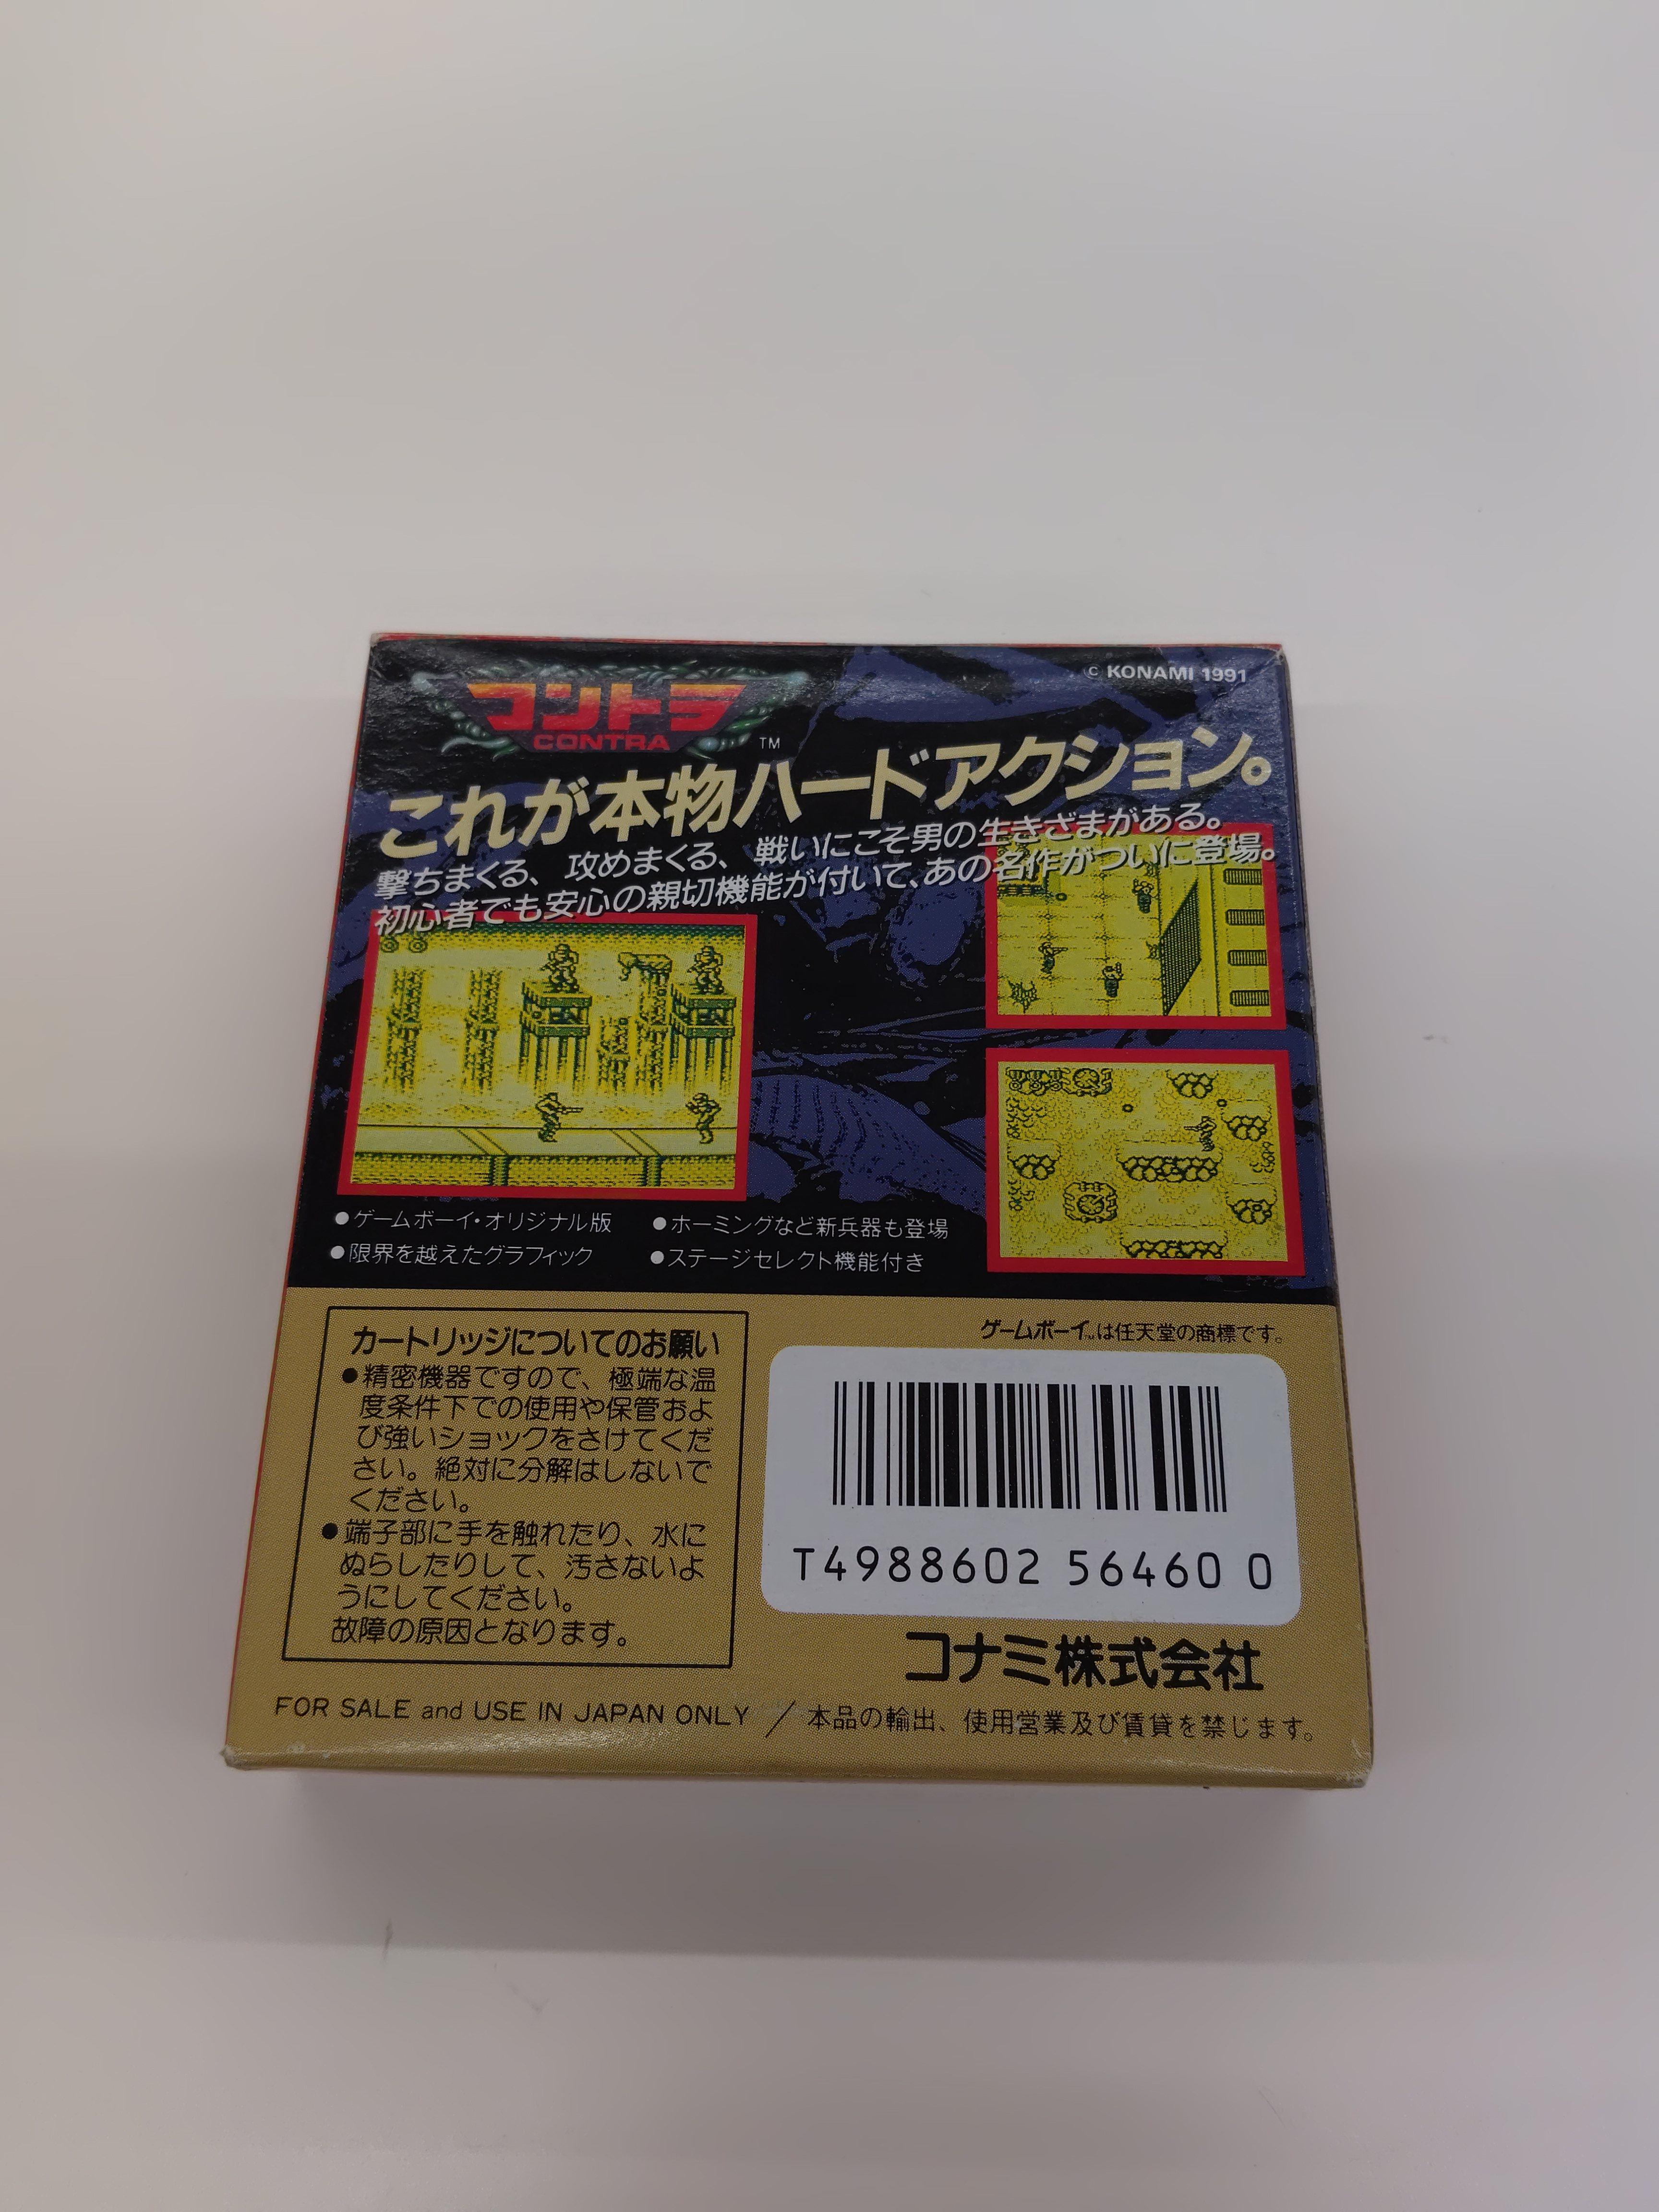 コントラ
CONTRA
TM
© KONAMI 1991
これが本物ハードアクション。
撃ちまくる、攻めまくる、戦いにこそ男の生きざまがある。
初心者でも安心の親切機能が付いて、あの名作がついに登場。
●ゲームボーイ・オリジナル版
●ホーミングなど新兵器も登場
●限界を越えたグラフィック
●ステージセレクト機能付き
カートリッジについてのお願い
●精密機器ですので、極端な温
度条件下での使用や保管およ
び強いショックをさけてくだ
さい。絶対に分解はしないで
ください。
●端子部に手を触れたり、水に
ぬらしたりして、汚さないよ
うにしてください。
故障の原因となります。
ゲームボーイ™は任天堂の商標です。
T4988602 56460 0
コナミ株式会社
FOR SALE and USE IN JAPAN ONLY / 本品の輸出、使用営業及び賃貸を禁じます。